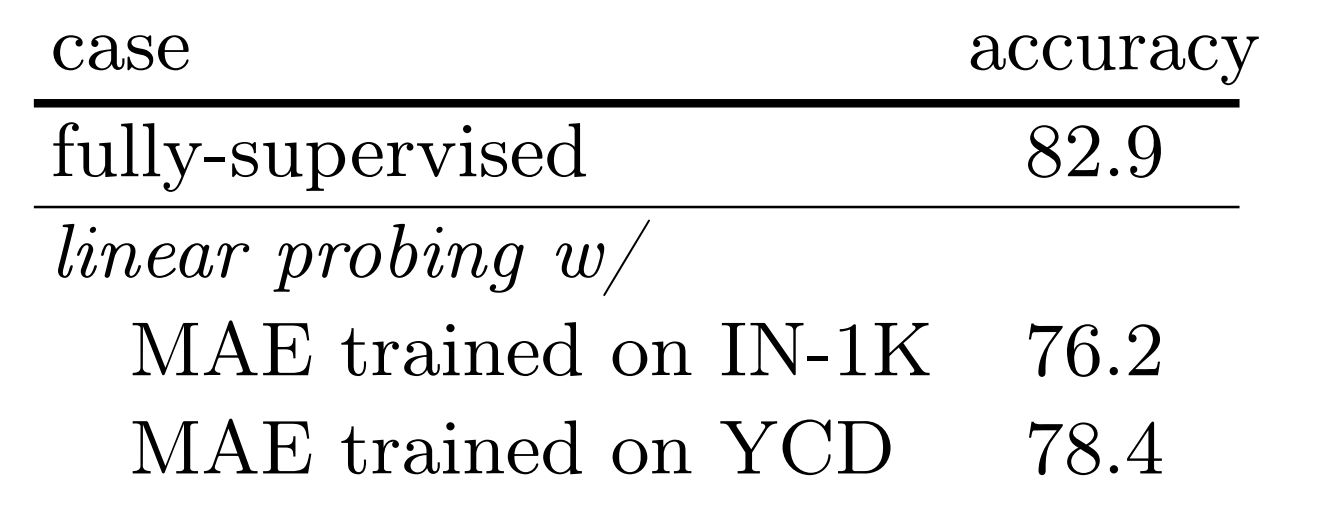 case accuracy
fully-supervised 82.9
linear probing w/
MAE trained on IN-1K 76.2
MAE trained on YCD 78.4